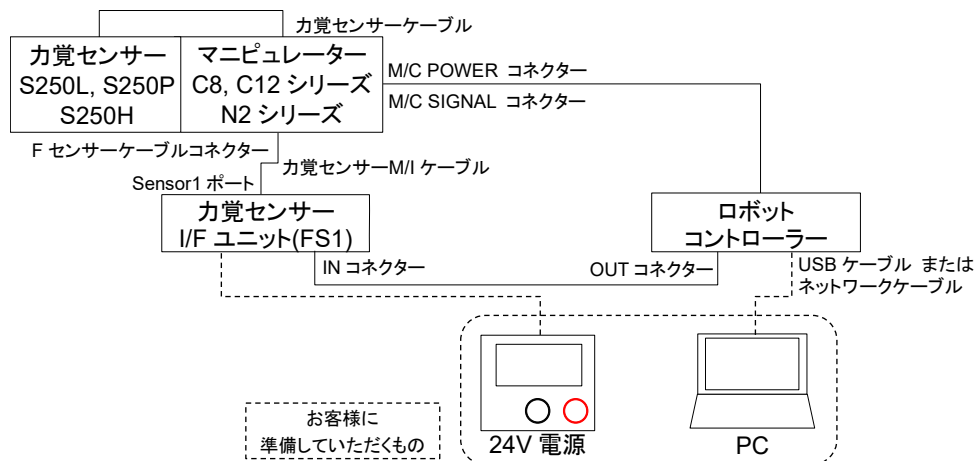 力覚センサーケーブル
力覚センサー
S250L, S250P
S250H
マニピュレーター
C8, C12 シリーズ
N2 シリーズ
M/C POWER コネクター
M/C SIGNAL コネクター
F センサーケーブルコネクター
力覚センサーM/I ケーブル
Sensor1 ポート
力覚センサー
I/F ユニット(FS1)
ロボット
コントローラー
IN コネクター
OUT コネクター
USB ケーブル または
ネットワークケーブル
お客様に
準備していただくもの
24V 電源
PC